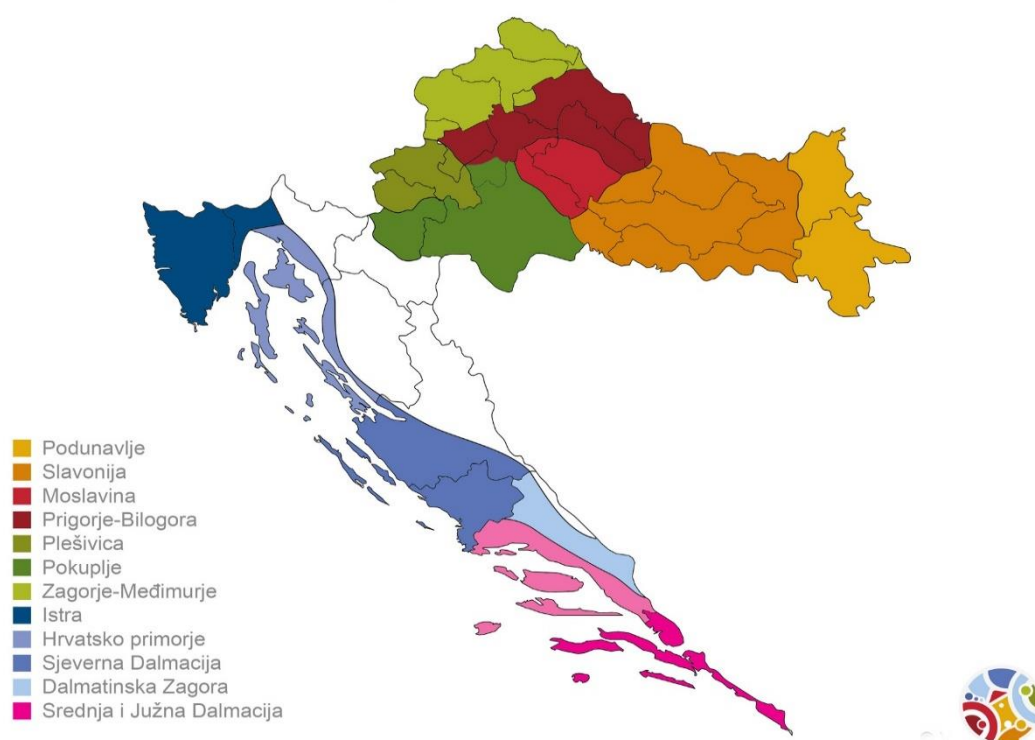 Podunavlje
Slavonija
Moslavina
Prigorje-Bilogora
Plešivica
Pokuplje
Zagorje-Međimurje
Istra
Hrvatsko primorje
Sjeverna Dalmacija
Dalmatinska Zagora
Srednja i Južna Dalmacija